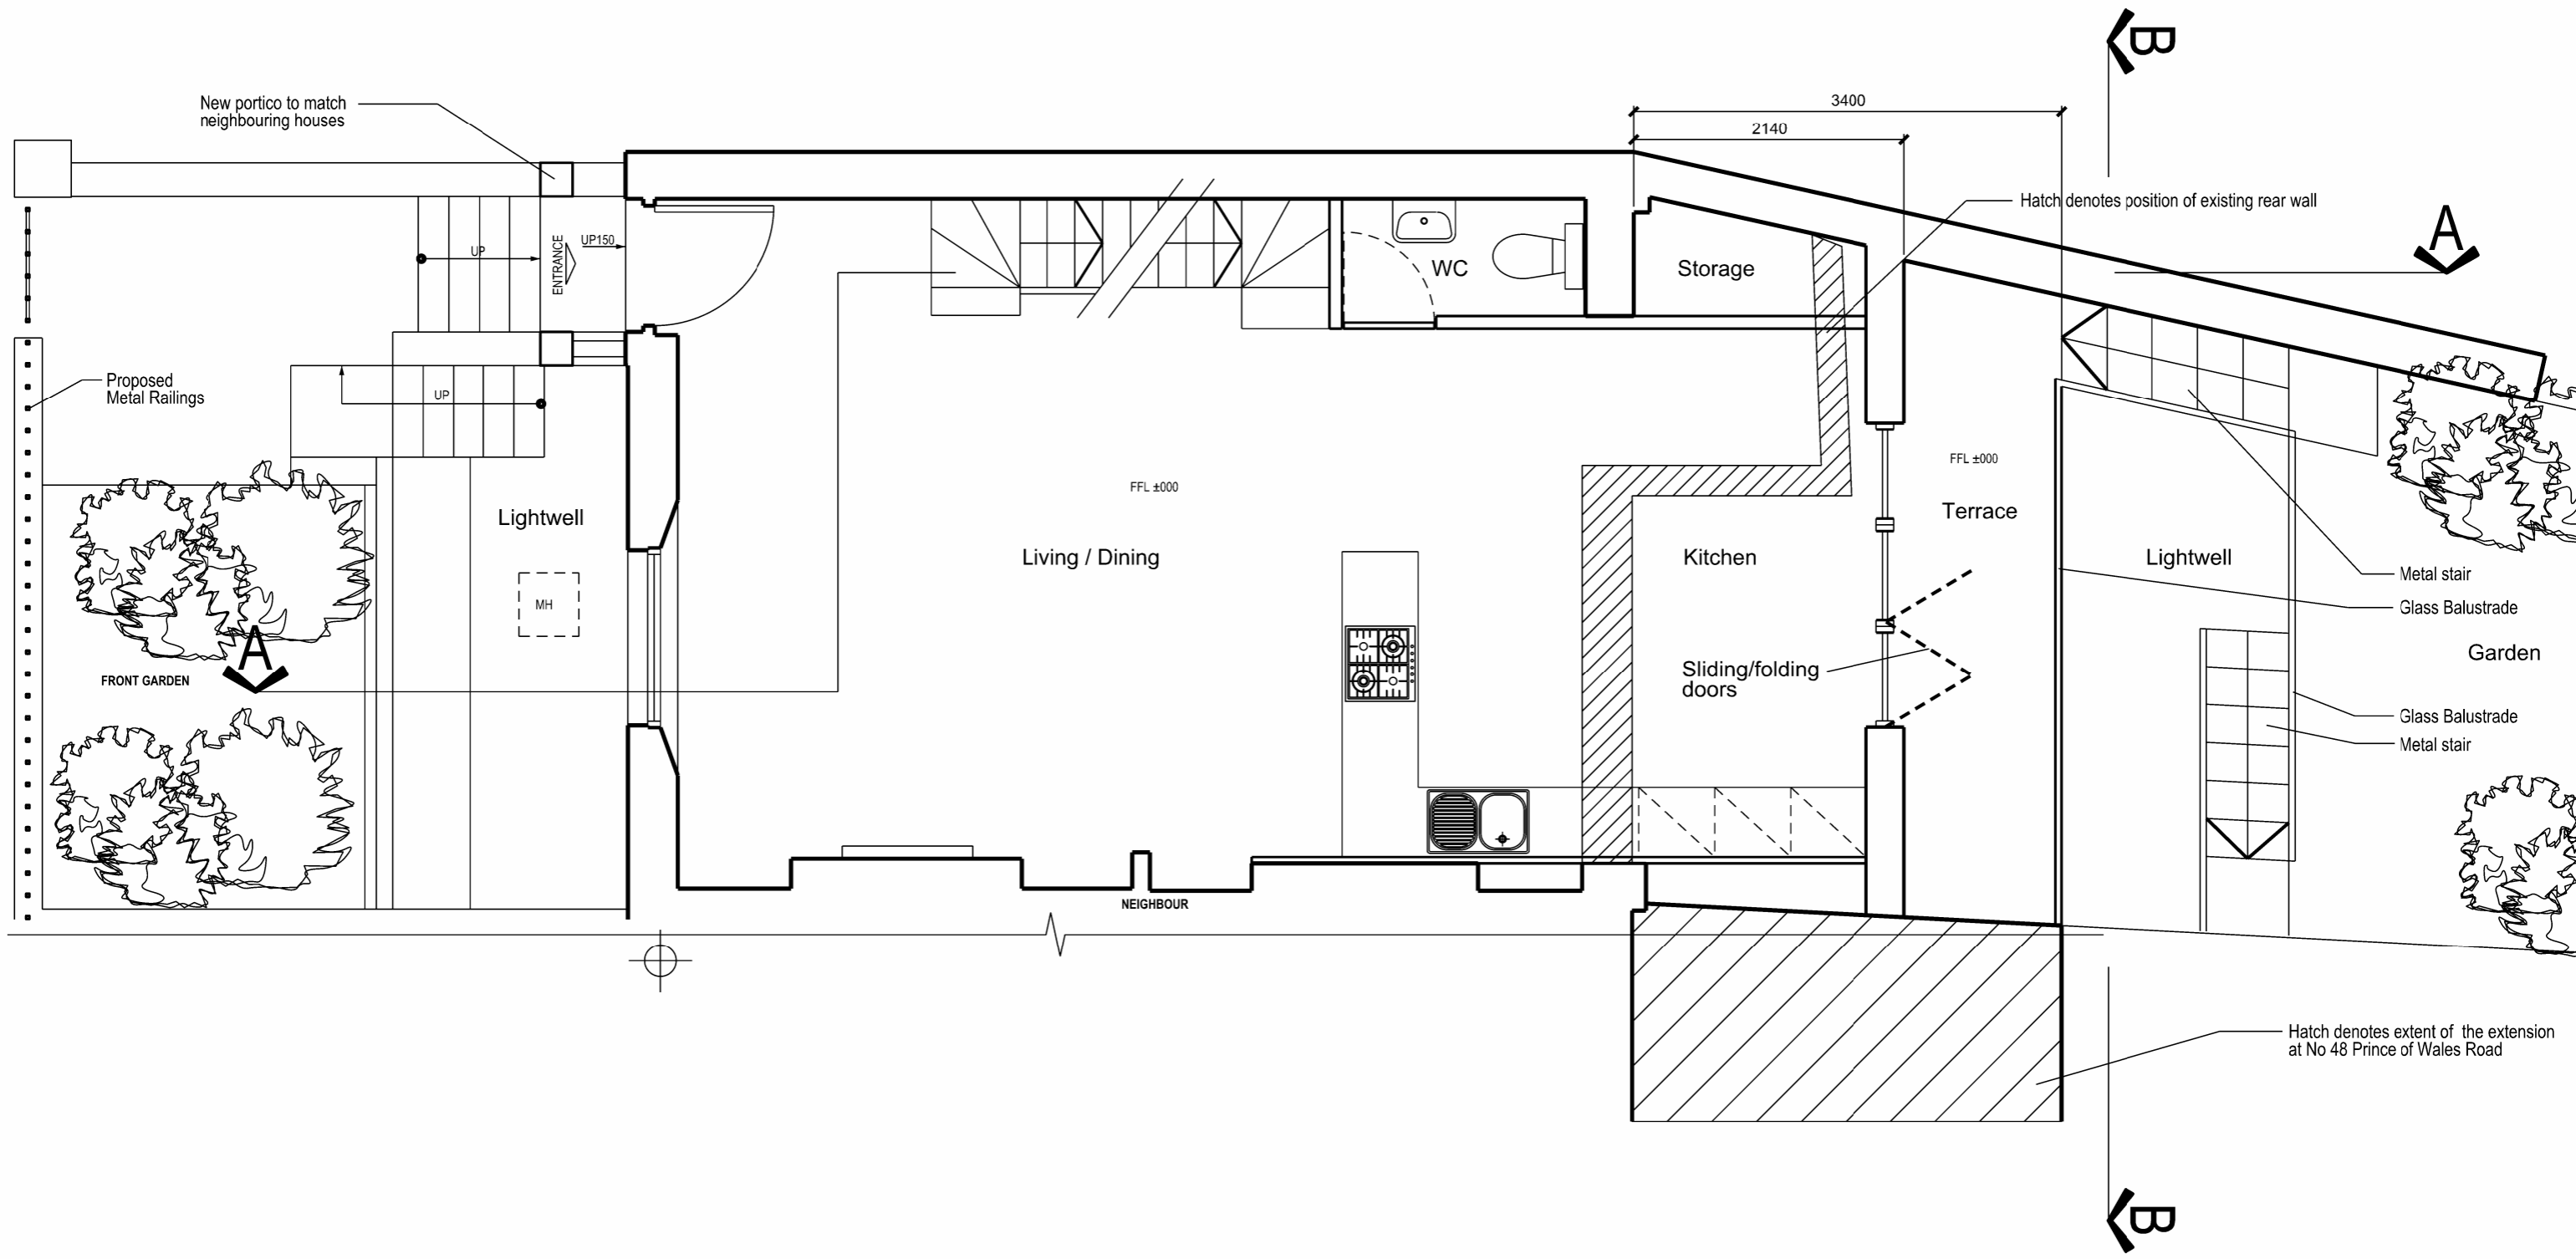 B
3400
New portico to match
neighbouring houses
2140
Hatch denotes position of existing rear wall
A
UP
ENTRANCE
UP150
WC
Storage
Proposed
Metal Railings
UP
FFL ±000
FFL ±000
Lightwell
Terrace
Living / Dining
Kitchen
Lightwell
Metal stair
MH
Glass Balustrade
A
Garden
FRONT GARDEN
Sliding/folding
doors
Glass Balustrade
Metal stair
NEIGHBOUR
Hatch denotes extent of the extension
at No 48 Prince of Wales Road
B